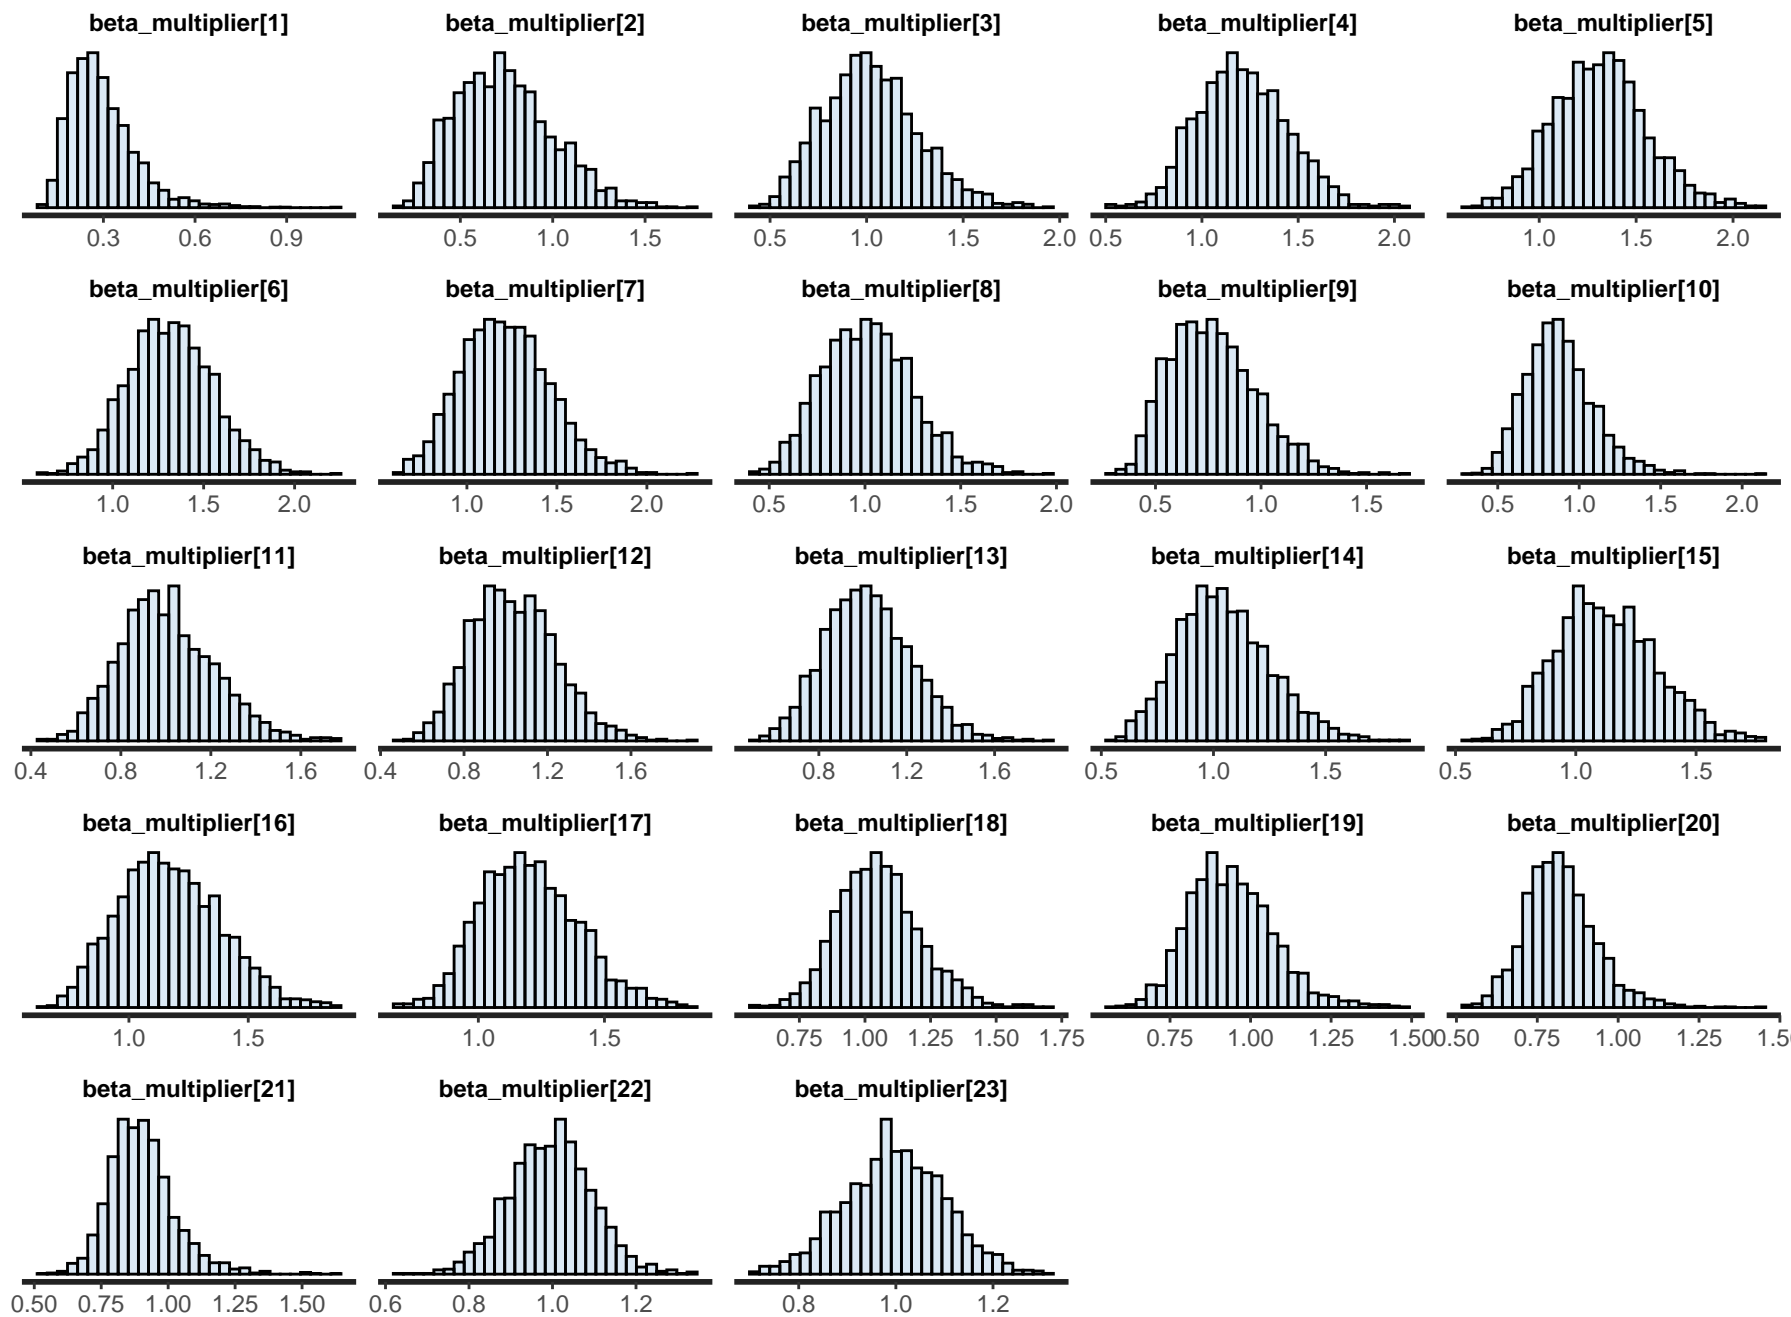 beta_multiplier[1] beta_multiplier[2] beta_multiplier[3] beta_multiplier[4] beta_multiplier[5]
0.3 0.6 0.9 0.5 1.0 1.5 0.5 1.0 1.5 2.0 0.5 1.0 1.5 2.0 1.0 1.5 2.0
beta_multiplier[6] beta_multiplier[7] beta_multiplier[8] beta_multiplier[9] beta_multiplier[10]
1.0 1.5 2.0 1.0 1.5 2.0 0.5 1.0 1.5 2.0 0.5 1.0 1.5 0.5 1.0 1.5 2.0
beta_multiplier[11] beta_multiplier[12] beta_multiplier[13] beta_multiplier[14] beta_multiplier[15]
0.4 0.8 1.2 1.6 0.4 0.8 1.2 1.6 0.8 1.2 1.6 0.5 1.0 1.5 0.5 1.0 1.5
beta_multiplier[16] beta_multiplier[17] beta_multiplier[18] beta_multiplier[19] beta_multiplier[20]
1.0 1.5 1.0 1.5 0.75 1.00 1.25 1.50 1.75 0.75 1.00 1.25 1.50 0.50 0.75 1.00 1.25
beta_multiplier[21] beta_multiplier[22] beta_multiplier[23]
0.50 0.75 1.00 1.25 1.50 0.6 0.8 1.0 1.2 0.8 1.0 1.2